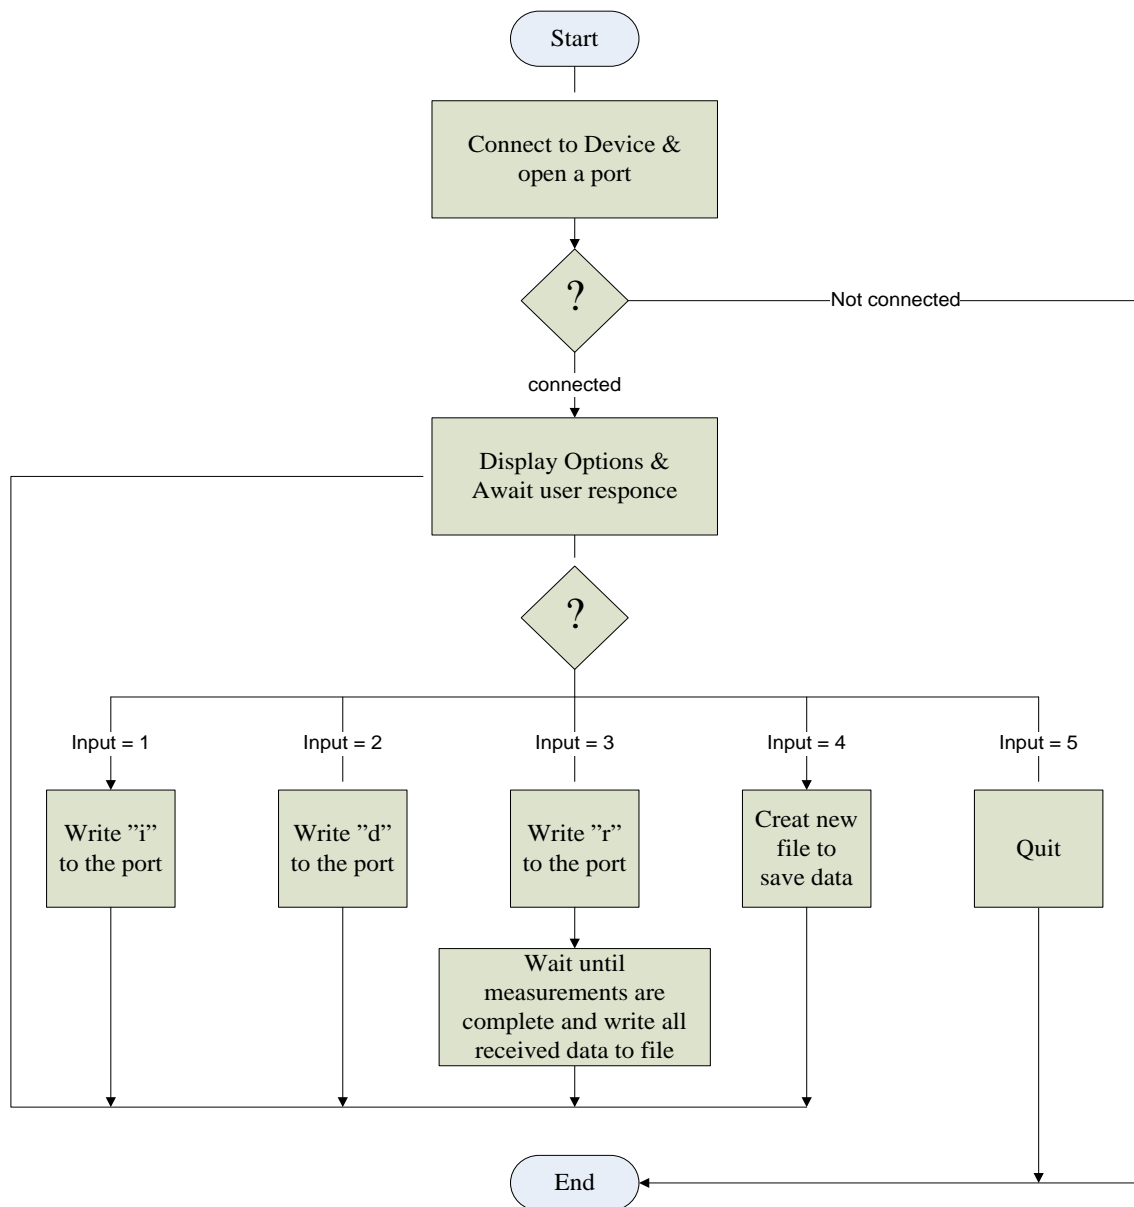 Start
Connect to Device &
open a port
?
Not connected
connected
Display Options &
Await user responce
?
Input = 1
Input = 2
Input = 3
Input = 4
Input = 5
Write ”i”
to the port
Write ”d”
to the port
Write ”r”
to the port
Creat new
file to
save data
Quit
Wait until
measurements are
complete and write all
received data to file
End